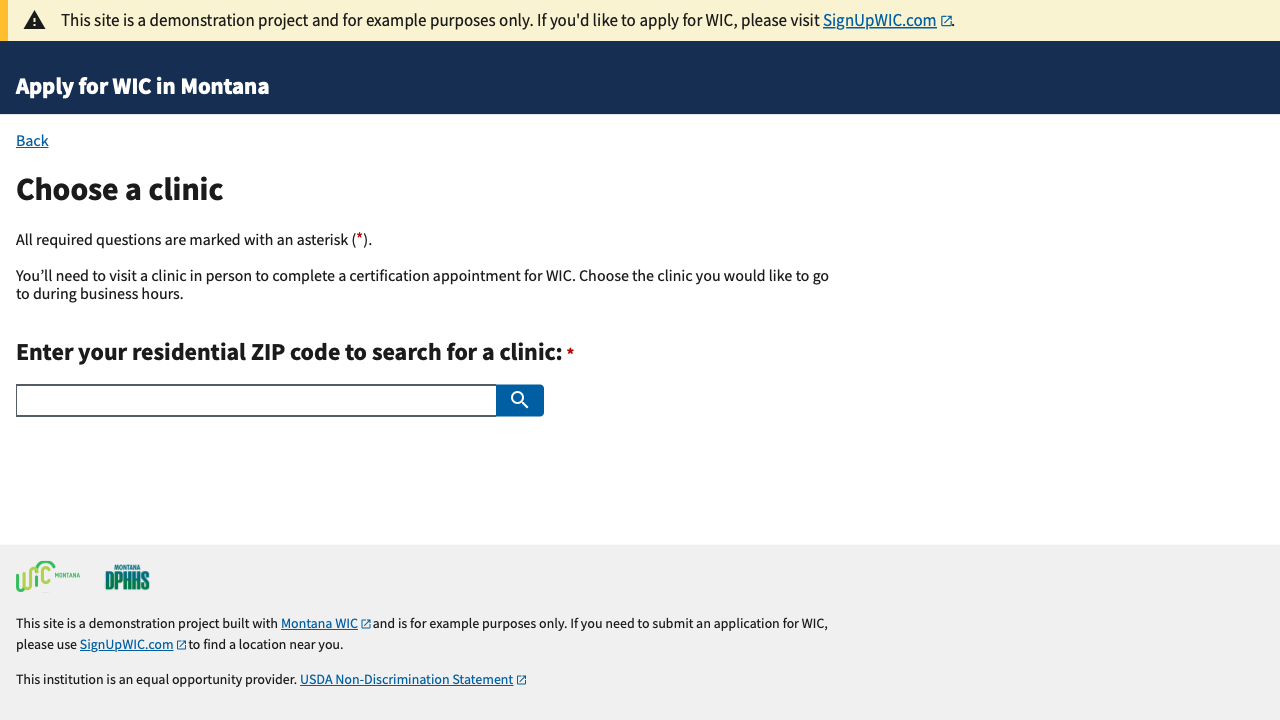 This site is a demonstration project and for example purposes only. If you'd like to apply for WIC, please visit SignUpWIC.com.
Apply for WIC in Montana
Back
Choose a clinic
All required questions are marked with an asterisk (*).
You’ll need to visit a clinic in person to complete a certification appointment for WIC. Choose the clinic you would like to go
to during business hours.
Enter your residential ZIP code to search for a clinic: *
WIC MONTANA
MONTANA
DPHHS
This site is a demonstration project built with Montana WIC and is for example purposes only. If you need to submit an application for WIC,
please use SignUpWIC.com to find a location near you.
This institution is an equal opportunity provider. USDA Non-Discrimination Statement